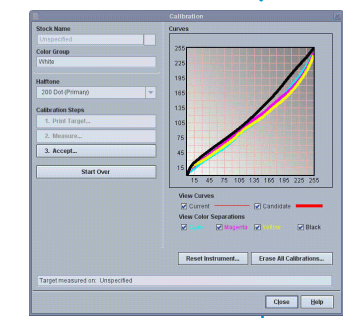 Calibration
Stock Name
Unspecified
Color Group
White
Halftone
200 Dot (Primary)
Calibration Steps
1. Print Target...
2. Measure...
3. Accept...
Start Over
Curves
255
225
195
165
135
105
75
45
15
15 45 75 105 135 165 195 225 255
View Curves
Current Candidate
View Color Separations
Cyan Magenta Yellow Black
Reset Instrument... Erase All Calibrations...
Target measured on: Unspecified
Close Help